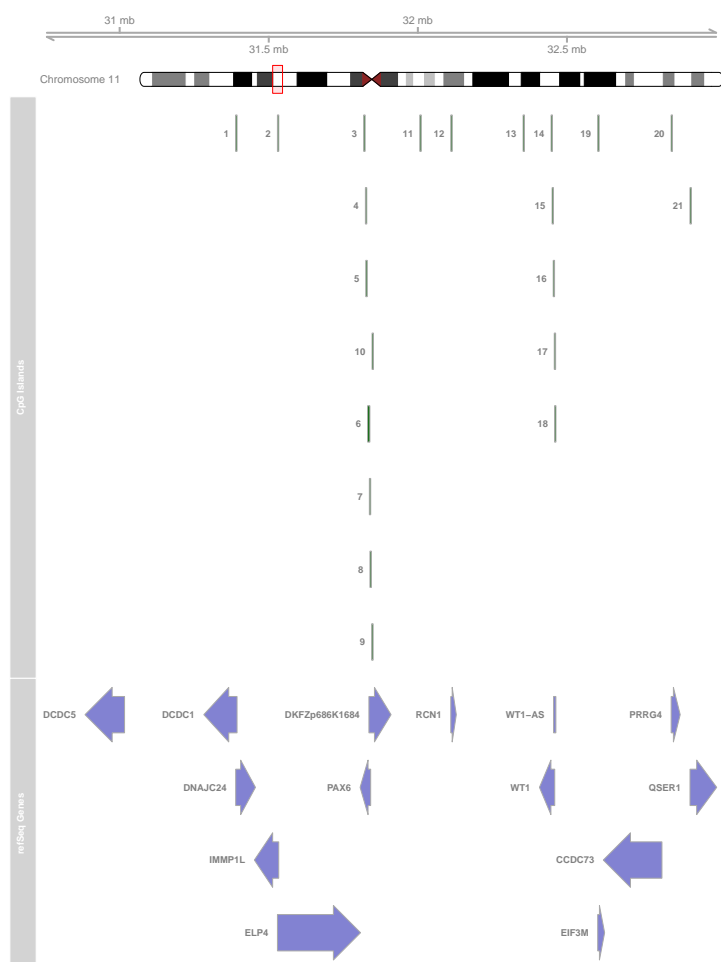 31 mb 32 mb
31.5 mb 32.5 mb
Chromosome 11
1 2 3 11 12 13 14 19 20
4 15 21
5 16
10 17
6 18
7
8
9
CpG Islands
DCDC5 DCDC1 DKFZp686K1684 RCN1 WT1−AS PRRG4
DNAJC24 PAX6 WT1 QSER1
IMMP1L CCDC73
ELP4 EIF3M
refSeq Genes